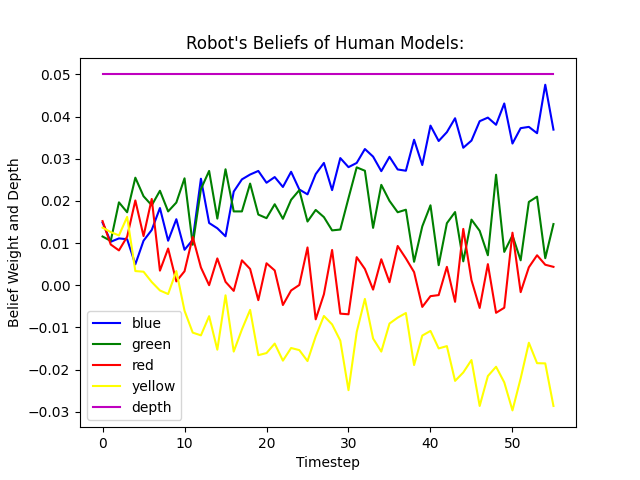 Robot's Beliefs of Human Models:
Belief Weight and Depth
0.05
0.04
0.03
0.02
0.01
0.00
−0.01
−0.02
−0.03
blue
green
red
yellow
depth
0 10 20 30 40 50
Timestep